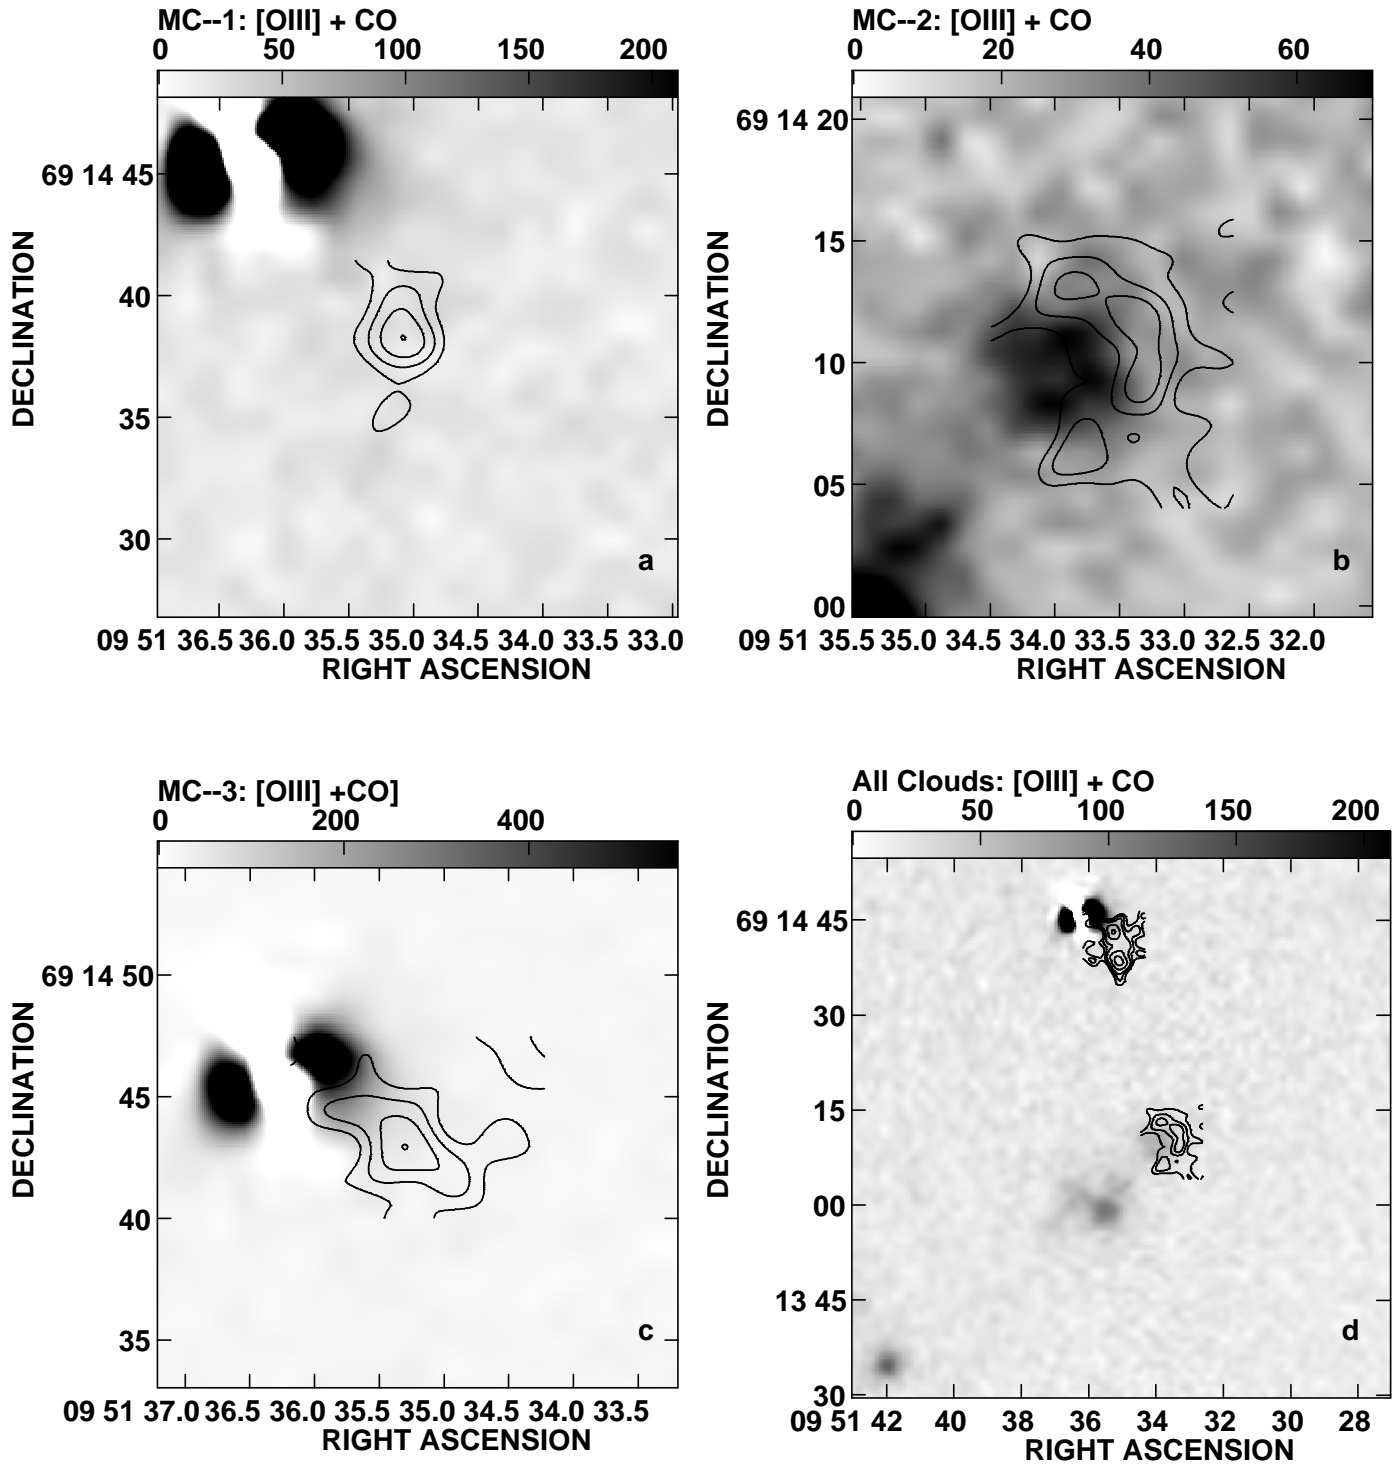 MC--1: [OIII] + CO
0 50 100 150 200
69 14 45
40
35
30
DECLINATION
a
09 51 36.5 36.0 35.5 35.0 34.5 34.0 33.5 33.0
RIGHT ASCENSION
MC--2: [OIII] + CO
0 20 40 60
69 14 20
15
10
05
00
DECLINATION
b
09 51 35.5 35.0 34.5 34.0 33.5 33.0 32.5 32.0
RIGHT ASCENSION
MC--3: [OIII] +CO]
0 200 400
69 14 50
45
40
35
DECLINATION
c
09 51 37.0 36.5 36.0 35.5 35.0 34.5 34.0 33.5
RIGHT ASCENSION
All Clouds: [OIII] + CO
0 50 100 150 200
69 14 45
30
15
00
13 45
30
DECLINATION
d
09 51 42 40 38 36 34 32 30 28
RIGHT ASCENSION